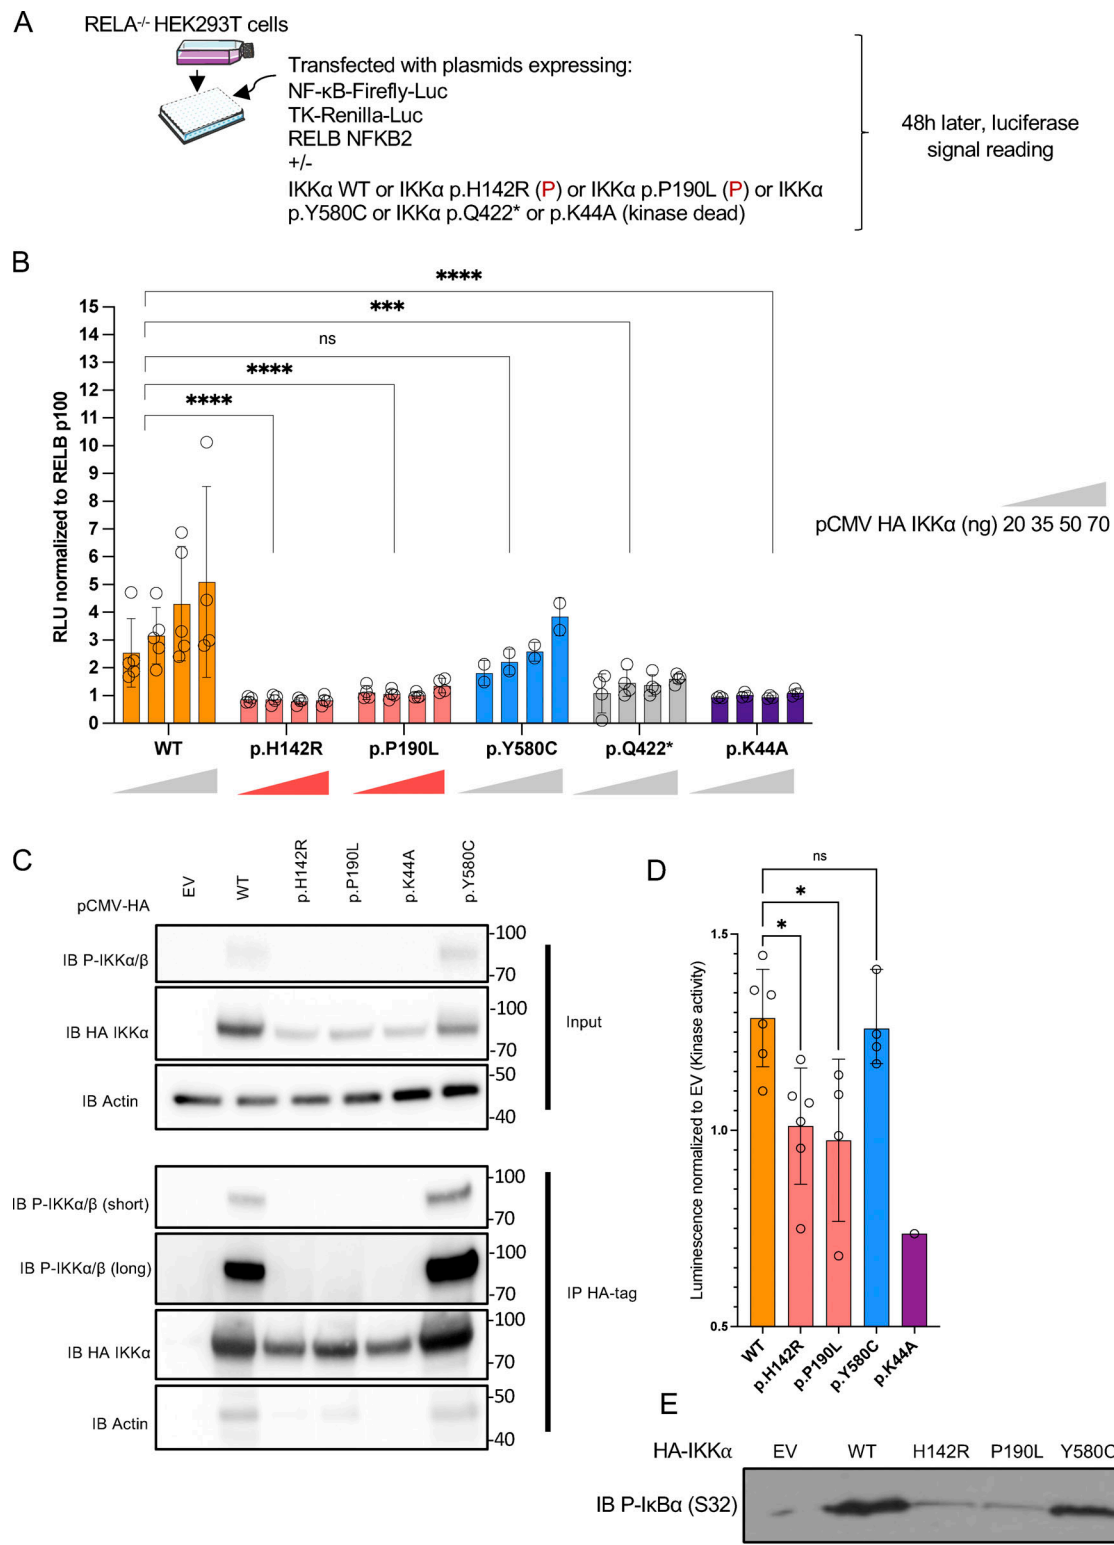 A
RELA-/- HEK293T cells
Transfected with plasmids expressing:
NF-κB-Firefly-Luc
TK-Renilla-Luc
RELB NFKB2
+/-
IKKα WT or IKKα p.H142R (P) or IKKα p.P190L (P) or IKKα
p.Y580C or IKKα p.Q422* or p.K44A (kinase dead)
48h later, luciferase
signal reading
B
****
***
ns
****
****
RLU normalized to RELB p100
15
14
13
12
11
10
9
8
7
6
5
4
3
2
1
0
WT p.H142R p.P190L p.Y580C p.Q422* p.K44A
pCMV HA IKKα (ng) 20 35 50 70
C
pCMV-HA
EV WT p.H142R p.P190L p.K44A p.Y580C
IB P-IKKα/β
-100
-70
IB HA IKKα
-100
-70
IB Actin
-50
-40
Input
IB P-IKKα/β (short)
-100
-70
IB P-IKKα/β (long)
-100
-70
IB HA IKKα
-100
-70
IB Actin
-50
-40
IP HA-tag
D
ns
*
*
Luminescence normalized to EV (Kinase activity)
1.5
1.0
0.5
WT p.H142R p.P190L p.Y580C p.K44A
E
HA-IKKα EV WT H142R P190L Y580C
IB P-IκBα (S32)